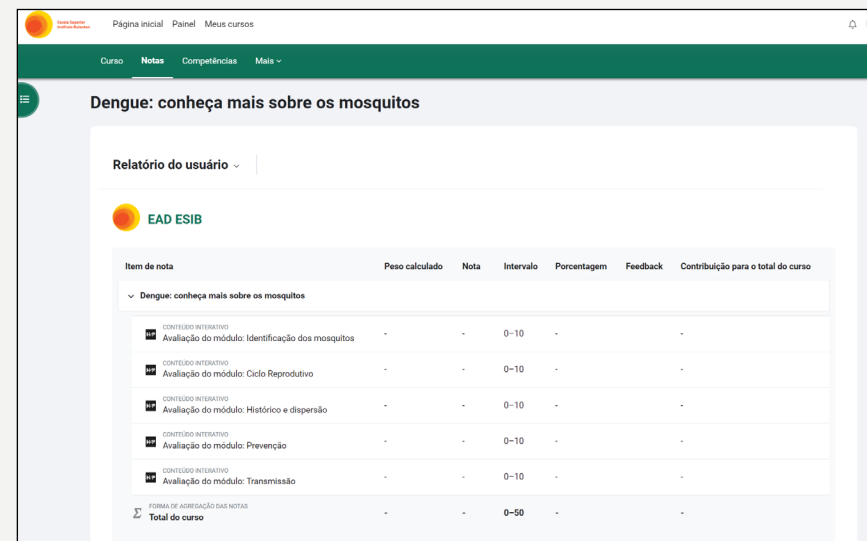 Escola Superior
Instituto Butantan
Página inicial Painel Meus cursos
Curso Notas Competências Mais
Dengue: conheça mais sobre os mosquitos
Relatório do usuário
EAD ESIB
Item de nota Peso calculado Nota Intervalo Porcentagem Feedback Contribuição para o total do curso
Dengue: conheça mais sobre os mosquitos
CONTEÚDO INTERATIVO
H-P Avaliação do módulo: Identificação dos mosquitos - - 0–10 - -
CONTEÚDO INTERATIVO
H-P Avaliação do módulo: Ciclo Reprodutivo - - 0–10 - -
CONTEÚDO INTERATIVO
H-P Avaliação do módulo: Histórico e dispersão - - 0–10 - -
CONTEÚDO INTERATIVO
H-P Avaliação do módulo: Prevenção - - 0–10 - -
CONTEÚDO INTERATIVO
H-P Avaliação do módulo: Transmissão - - 0–10 - -
FORMA DE AGREGAÇÃO DAS NOTAS
Σ Total do curso - - 0–50 - -